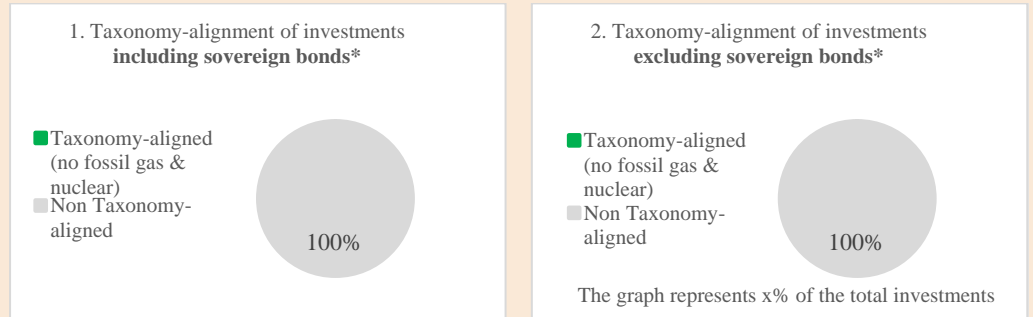 1. Taxonomy-alignment of investments
including sovereign bonds*
Taxonomy-aligned
(no fossil gas &
nuclear)
Non Taxonomy-
aligned
100%
2. Taxonomy-alignment of investments
excluding sovereign bonds*
Taxonomy-aligned
(no fossil gas &
nuclear)
Non Taxonomy-
aligned
100%
The graph represents x% of the total investments